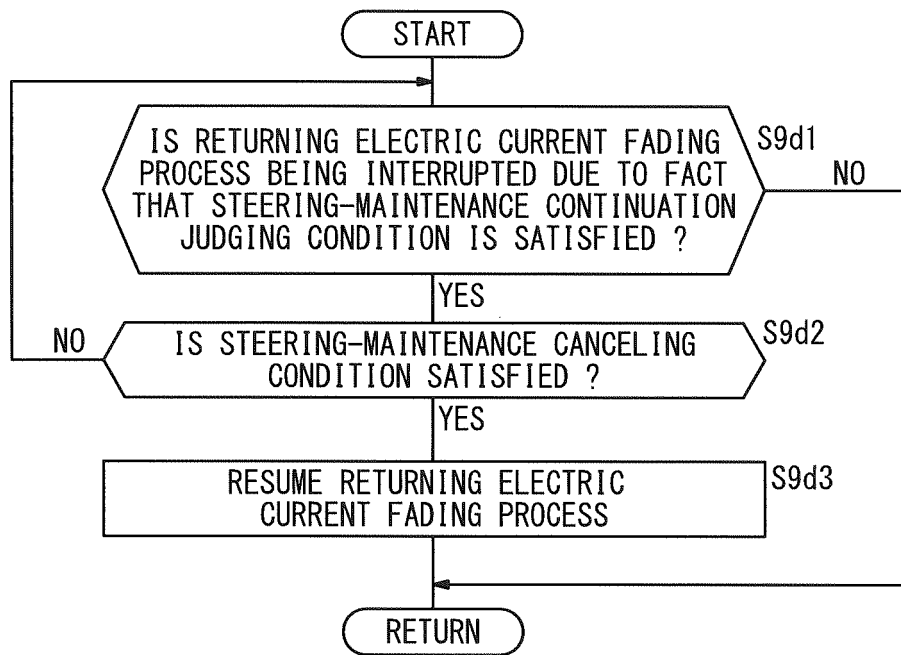 START
IS RETURNING ELECTRIC CURRENT FADING
PROCESS BEING INTERRUPTED DUE TO FACT
THAT STEERING-MAINTENANCE CONTINUATION
JUDGING CONDITION IS SATISFIED ?
S9d1
NO
YES
NO
IS STEERING-MAINTENANCE CANCELING
CONDITION SATISFIED ?
S9d2
YES
RESUME RETURNING ELECTRIC
CURRENT FADING PROCESS
S9d3
RETURN